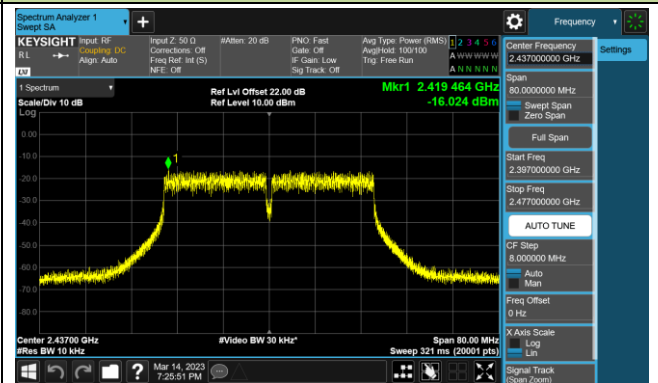 Spectrum Analyzer 1
Swept SA
Frequency
KEYSIGHT
RL
Input: RF
Coupling: DC
Align: Auto
Input Z: 50 Ω
Corrections: Off
Freq Ref: Int (S)
NFE: Off
#Atten: 20 dB
PNO: Fast
Gate: Off
IF Gain: Low
Sig Track: Off
Avg Type: Power (RMS)
Avg|Hold: 100/100
Trig: Free Run
1 2 3 4 5 6
A W W W W W
A N N N N N
1 Spectrum
Scale/Div 10 dB
Log
Ref Lvl Offset 22.00 dB
Ref Level 10.00 dBm
Mkr1 2.419 464 GHz
-16.024 dBm
1
0.00
-10.0
-20.0
-30.0
-40.0
-50.0
-60.0
-70.0
-80.0
Center 2.43700 GHz
#Res BW 10 kHz
#Video BW 30 kHz*
Span 80.00 MHz
Sweep 321 ms (20001 pts)
Mar 14, 2023
7:25:51 PM
Center Frequency
2.437000000 GHz
Settings
Span
80.0000000 MHz
Swept Span
Zero Span
Full Span
Start Freq
2.397000000 GHz
Stop Freq
2.477000000 GHz
AUTO TUNE
CF Step
8.000000 MHz
Auto
Man
Freq Offset
0 Hz
X Axis Scale
Log
Lin
Signal Track
(Span Zoom)